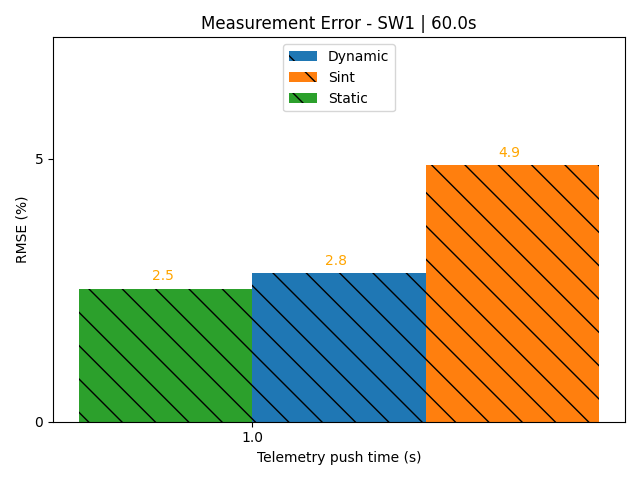 Measurement Error - SW1 | 60.0s
Dynamic
Sint
Static
5
0
RMSE (%)
2.5
2.8
4.9
1.0
Telemetry push time (s)